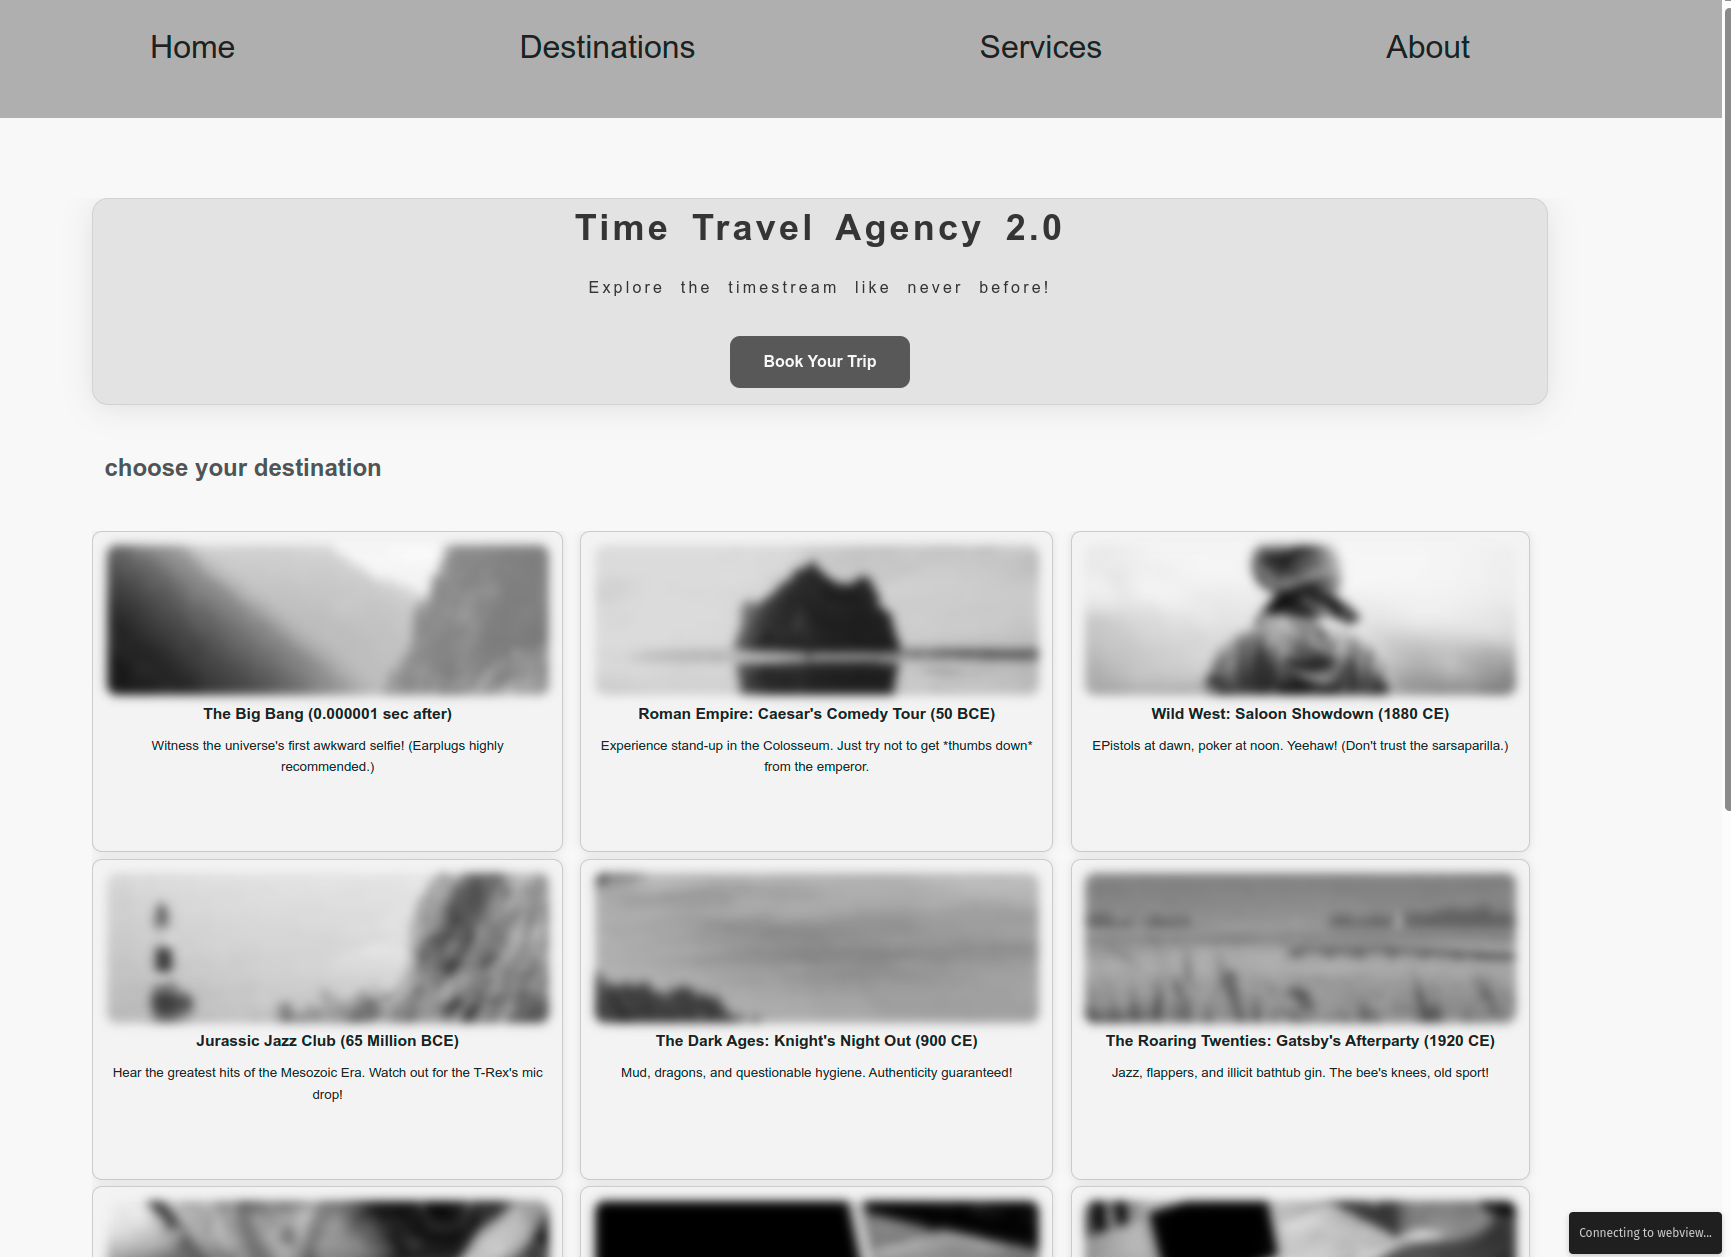 Home
Destinations
Services
About
Time Travel Agency 2.0
Explore the timestream like never before!
Book Your Trip
choose your destination
The Big Bang (0.000001 sec after)
Witness the universe's first awkward selfie! (Earplugs highly
recommended.)
Roman Empire: Caesar's Comedy Tour (50 BCE)
Experience stand-up in the Colosseum. Just try not to get *thumbs down*
from the emperor.
Wild West: Saloon Showdown (1880 CE)
EPistols at dawn, poker at noon. Yeehaw! (Don't trust the sarsaparilla.)
Jurassic Jazz Club (65 Million BCE)
Hear the greatest hits of the Mesozoic Era. Watch out for the T-Rex's mic
drop!
The Dark Ages: Knight's Night Out (900 CE)
Mud, dragons, and questionable hygiene. Authenticity guaranteed!
The Roaring Twenties: Gatsby's Afterparty (1920 CE)
Jazz, flappers, and illicit bathtub gin. The bee's knees, old sport!
Connecting to webview...